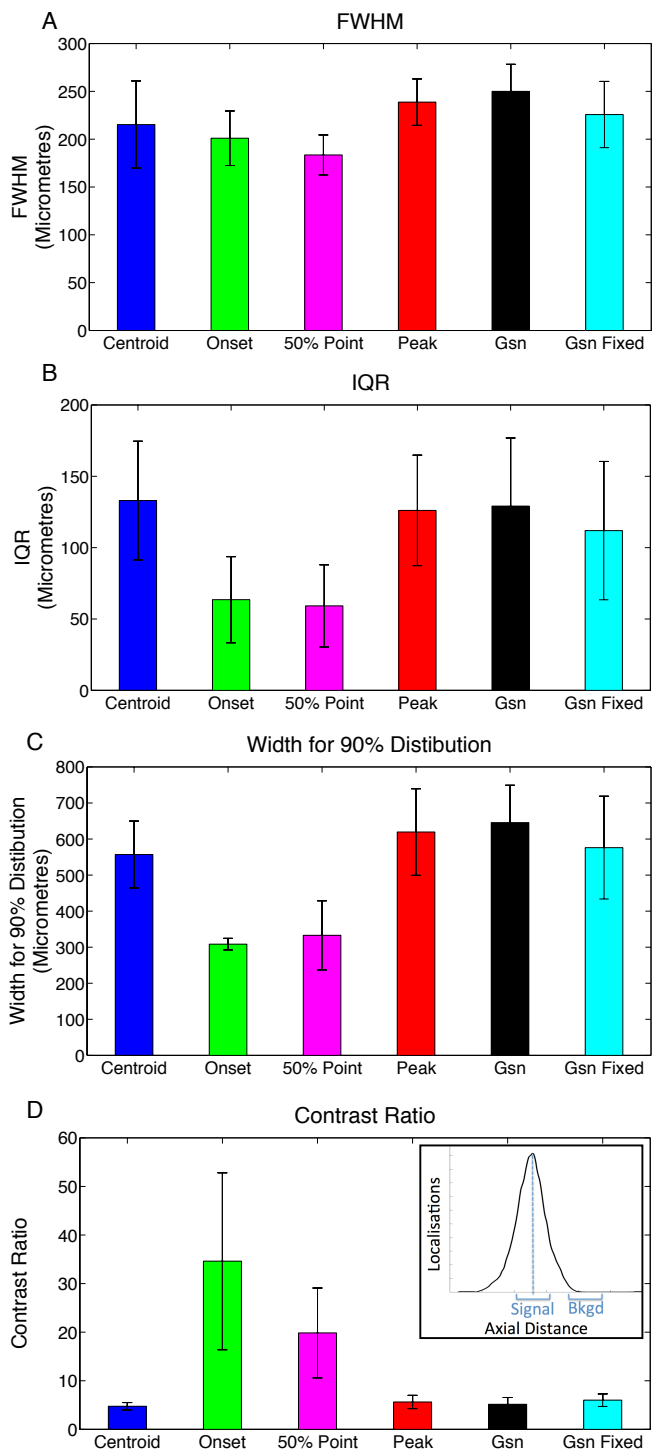 A
FWHM
300
250
200
150
100
50
0
FWHM
(Micrometres)
Centroid Onset 50% Point Peak Gsn Gsn Fixed
B
IQR
200
150
100
50
0
IQR
(Micrometres)
Centroid Onset 50% Point Peak Gsn Gsn Fixed
C
Width for 90% Distibution
800
700
600
500
400
300
200
100
0
Width for 90% Distibution
(Micrometres)
Centroid Onset 50% Point Peak Gsn Gsn Fixed
D
Contrast Ratio
60
50
40
30
20
10
0
Contrast Ratio
Localisations
Signal Bkgd
Axial Distance
Centroid Onset 50% Point Peak Gsn Gsn Fixed